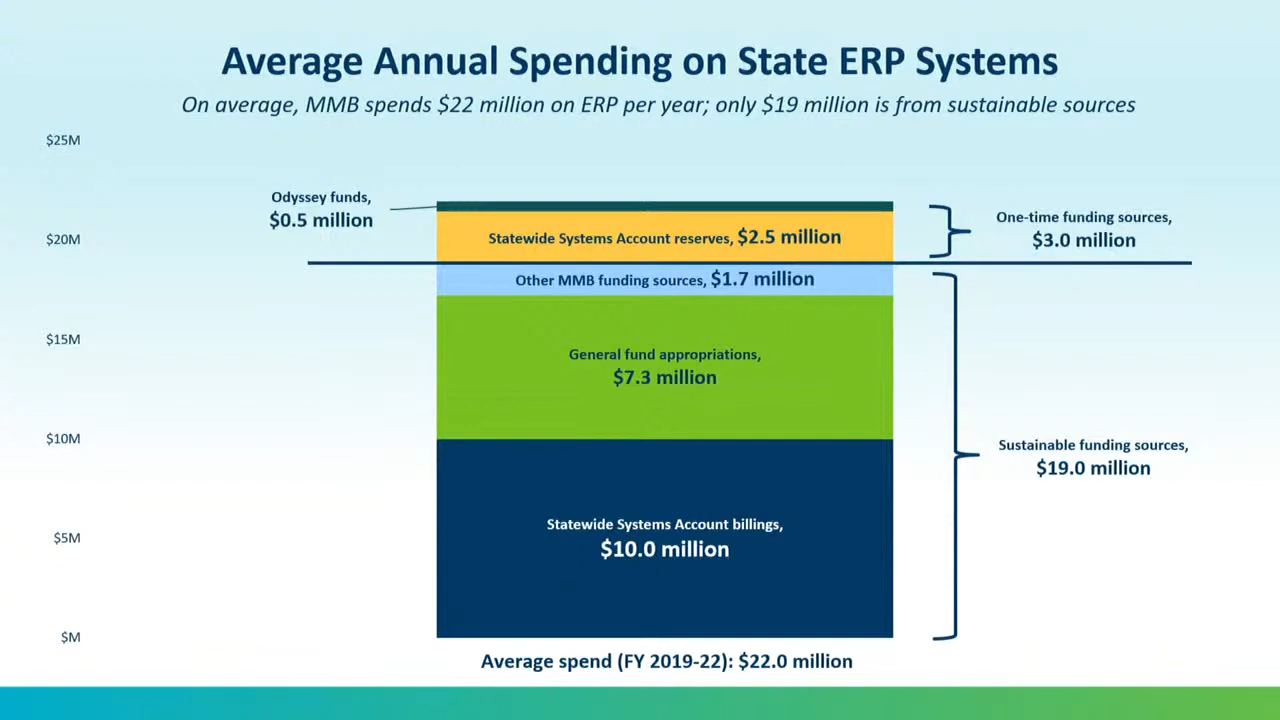 Average Annual Spending on State ERP Systems
On average, MMB spends $22 million on ERP per year; only $19 million is from sustainable sources
$25M
$20M
$15M
$10M
$5M
$M
Odyssey funds,
$0.5 million
Statewide Systems Account reserves, $2.5 million
Other MMB funding sources, $1.7 million
General fund appropriations,
$7.3 million
Statewide Systems Account billings,
$10.0 million
One-time funding sources,
$3.0 million
Sustainable funding sources,
$19.0 million
Average spend (FY 2019-22): $22.0 million